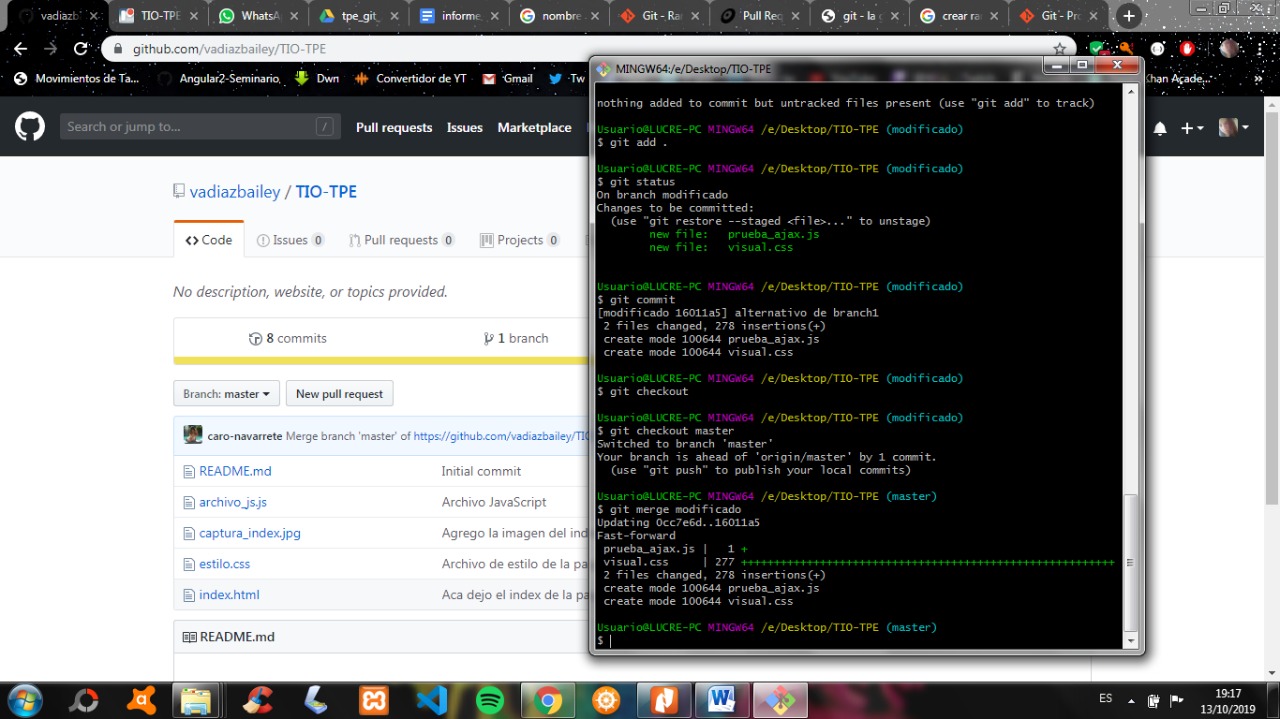 vadiazb
TIO-TPE
WhatsA
tpe_git_
informe_
nombre
Git - Ra
Pull Req
git - la
crear ra
Git - Pr
github.com/vadiazbailey/TIO-TPE
Movimientos de Ta...
Angular2-Seminario,
Dwn
Convertidor de YT
Gmail
Tw
Khan Acade...
MINGW64:/e/Desktop/TIO-TPE
Search or jump to...
/
Pull requests
Issues
Marketplace
vadiazbailey / TIO-TPE
Code
Issues 0
Pull requests 0
Projects 0
No description, website, or topics provided.
8 commits
1 branch
Branch: master
New pull request
caro-navarrete Merge branch 'master' of https://github.com/vadiazbailey/TI
README.md
Initial commit
archivo_js.js
Archivo JavaScript
captura_index.jpg
Agrego la imagen del ind
estilo.css
Archivo de estilo de la pa
index.html
Aca dejo el index de la pa
README.md
nothing added to commit but untracked files present (use "git add" to track)
Usuario@LUCRE-PC MINGW64 /e/Desktop/TIO-TPE (modificado)
$ git add .
Usuario@LUCRE-PC MINGW64 /e/Desktop/TIO-TPE (modificado)
$ git status
On branch modificado
Changes to be committed:
(use "git restore --staged <file>..." to unstage)
new file: prueba_ajax.js
new file: visual.css
Usuario@LUCRE-PC MINGW64 /e/Desktop/TIO-TPE (modificado)
$ git commit
[modificado 16011a5] alternativo de branch1
2 files changed, 278 insertions(+)
create mode 100644 prueba_ajax.js
create mode 100644 visual.css
Usuario@LUCRE-PC MINGW64 /e/Desktop/TIO-TPE (modificado)
$ git checkout
Usuario@LUCRE-PC MINGW64 /e/Desktop/TIO-TPE (modificado)
$ git checkout master
Switched to branch 'master'
Your branch is ahead of 'origin/master' by 1 commit.
(use "git push" to publish your local commits)
Usuario@LUCRE-PC MINGW64 /e/Desktop/TIO-TPE (master)
$ git merge modificado
Updating 0cc7e6d..16011a5
Fast-forward
prueba_ajax.js | 1 +
visual.css | 277 +++++++++++++++++++++++++++++++++++++++++++++++++++++++++
2 files changed, 278 insertions(+)
create mode 100644 prueba_ajax.js
create mode 100644 visual.css
Usuario@LUCRE-PC MINGW64 /e/Desktop/TIO-TPE (master)
$
ES
19:17
13/10/2019